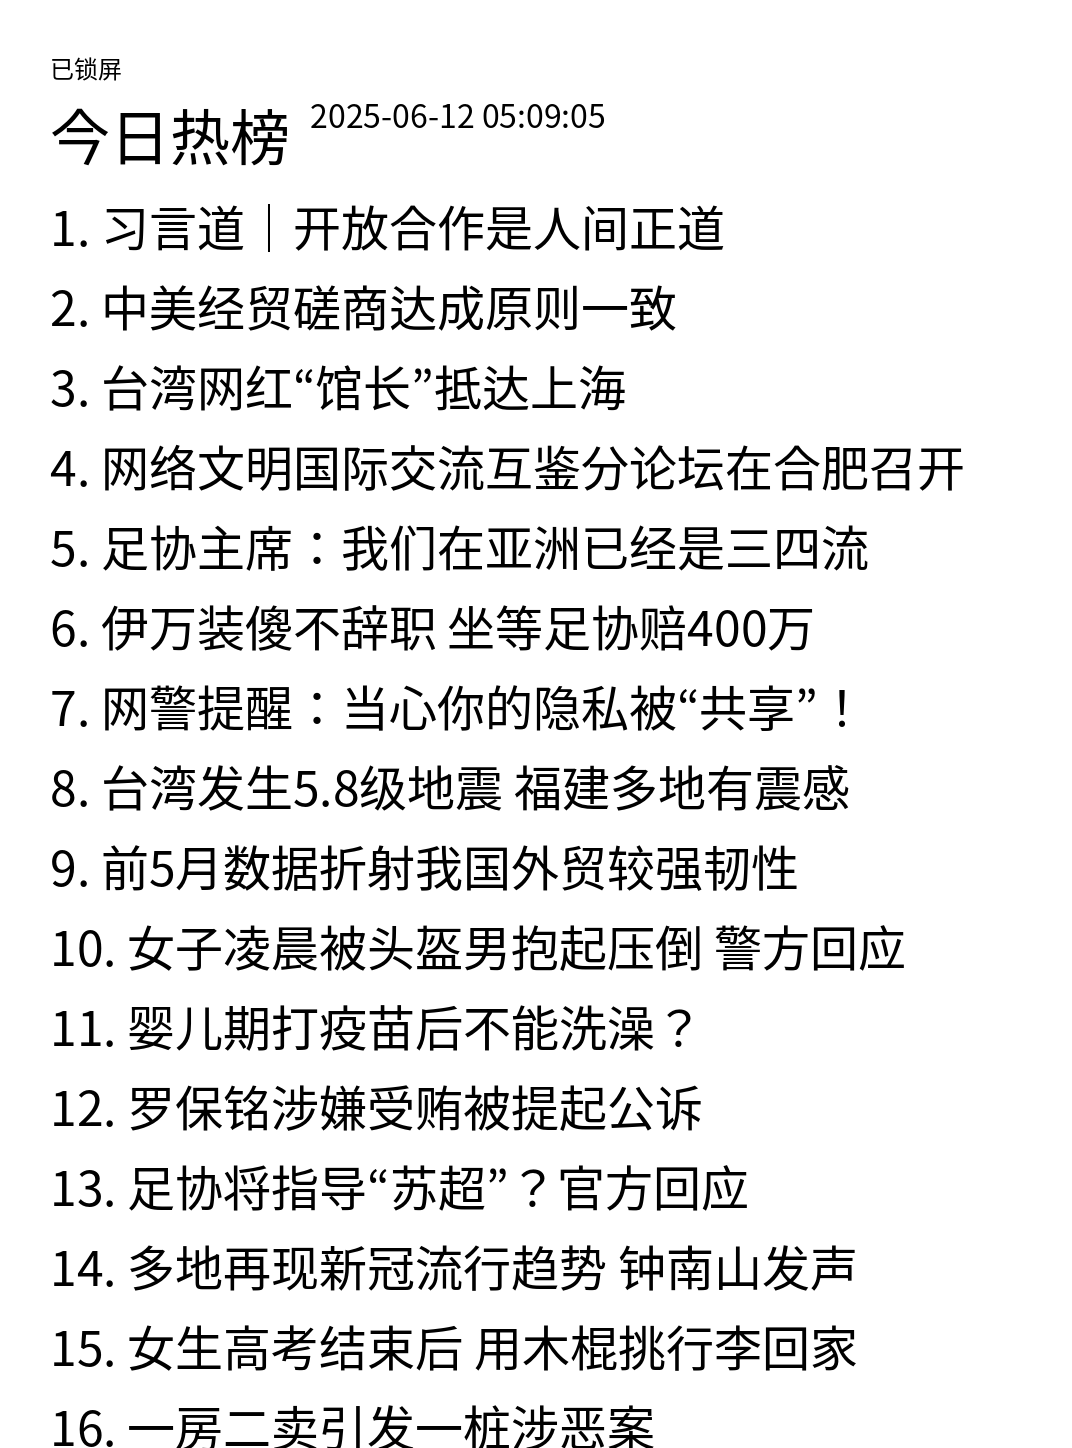 已锁屏
今日热榜 2025-06-12 05:09:05
1. 习言道｜开放合作是人间正道
2. 中美经贸磋商达成原则一致
3. 台湾网红“馆长”抵达上海
4. 网络文明国际交流互鉴分论坛在合肥召开
5. 足协主席：我们在亚洲已经是三四流
6. 伊万装傻不辞职 坐等足协赔400万
7. 网警提醒：当心你的隐私被“共享”！
8. 台湾发生5.8级地震 福建多地有震感
9. 前5月数据折射我国外贸较强韧性
10. 女子凌晨被头盔男抱起压倒 警方回应
11. 婴儿期打疫苗后不能洗澡？
12. 罗保铭涉嫌受贿被提起公诉
13. 足协将指导“苏超”？官方回应
14. 多地再现新冠流行趋势 钟南山发声
15. 女生高考结束后 用木棍挑行李回家
16. 一房二卖引发一桩涉恶案